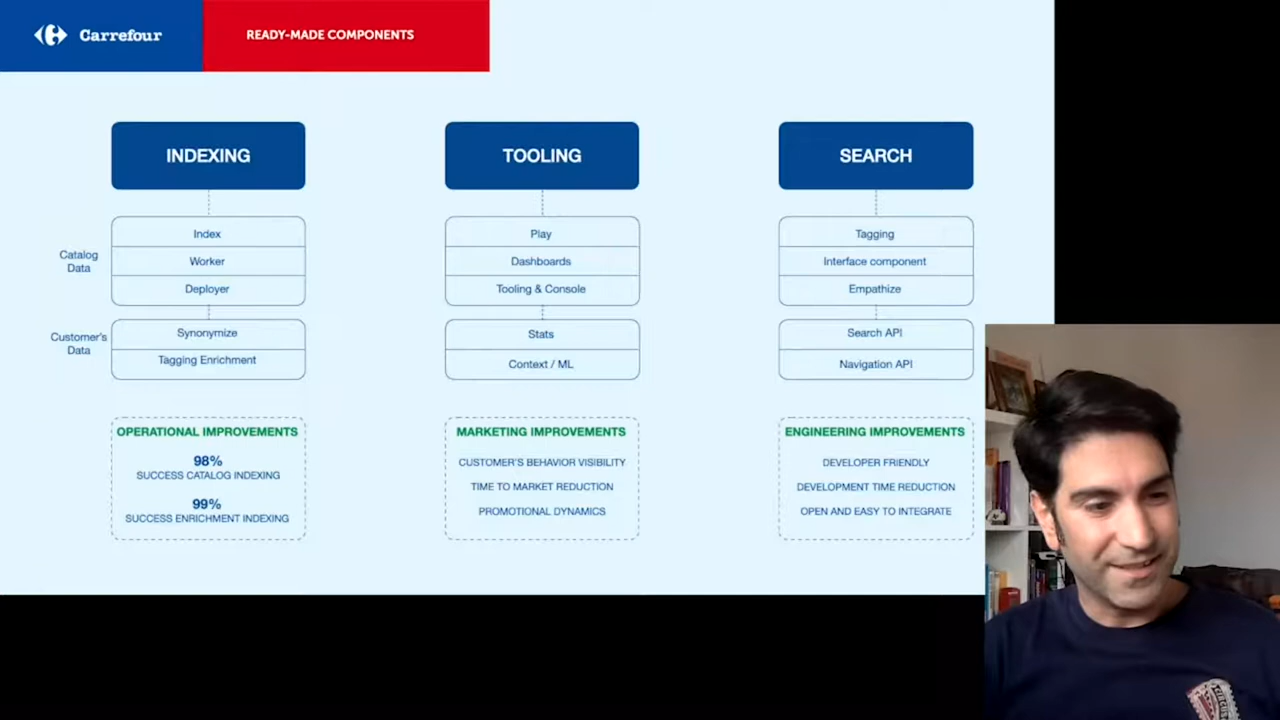 Carrefour
READY-MADE COMPONENTS
INDEXING
TOOLING
SEARCH
Catalog
Data
Index
Worker
Deployer
Play
Dashboards
Tooling & Console
Tagging
Interface component
Empathize
Customer's
Data
Synonymize
Tagging Enrichment
Stats
Context / ML
Search API
Navigation API
OPERATIONAL IMPROVEMENTS
98%
SUCCESS CATALOG INDEXING
99%
SUCCESS ENRICHMENT INDEXING
MARKETING IMPROVEMENTS
CUSTOMER'S BEHAVIOR VISIBILITY
TIME TO MARKET REDUCTION
PROMOTIONAL DYNAMICS
ENGINEERING IMPROVEMENTS
DEVELOPER FRIENDLY
DEVELOPMENT TIME REDUCTION
OPEN AND EASY TO INTEGRATE